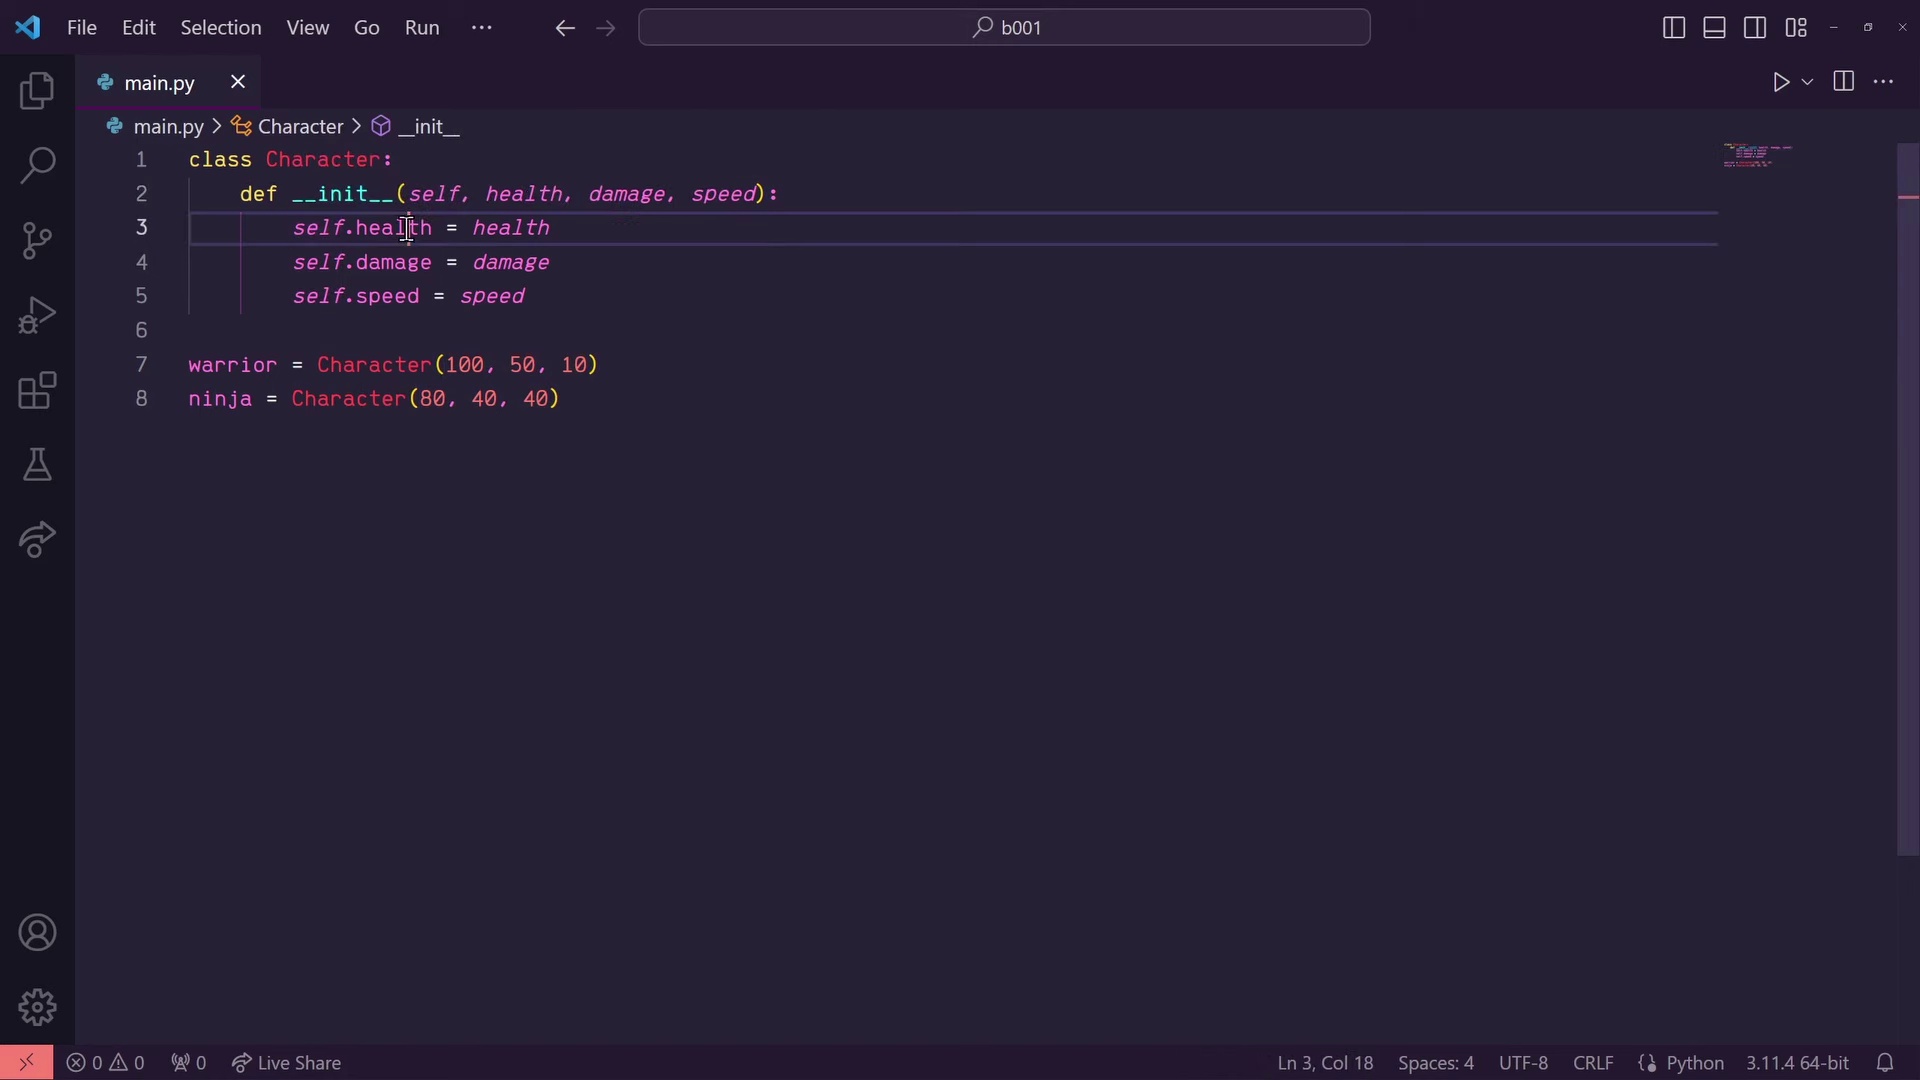 File Edit Selection View Go Run ··· b001
main.py
main.py > Character > __init__
1 class Character:
2     def __init__(self, health, damage, speed):
3         self.health = health
4         self.damage = damage
5         self.speed = speed
6
7 warrior = Character(100, 50, 10)
8 ninja = Character(80, 40, 40)
0 0 0 Live Share Ln 3, Col 18 Spaces: 4 UTF-8 CRLF Python 3.11.4 64-bit